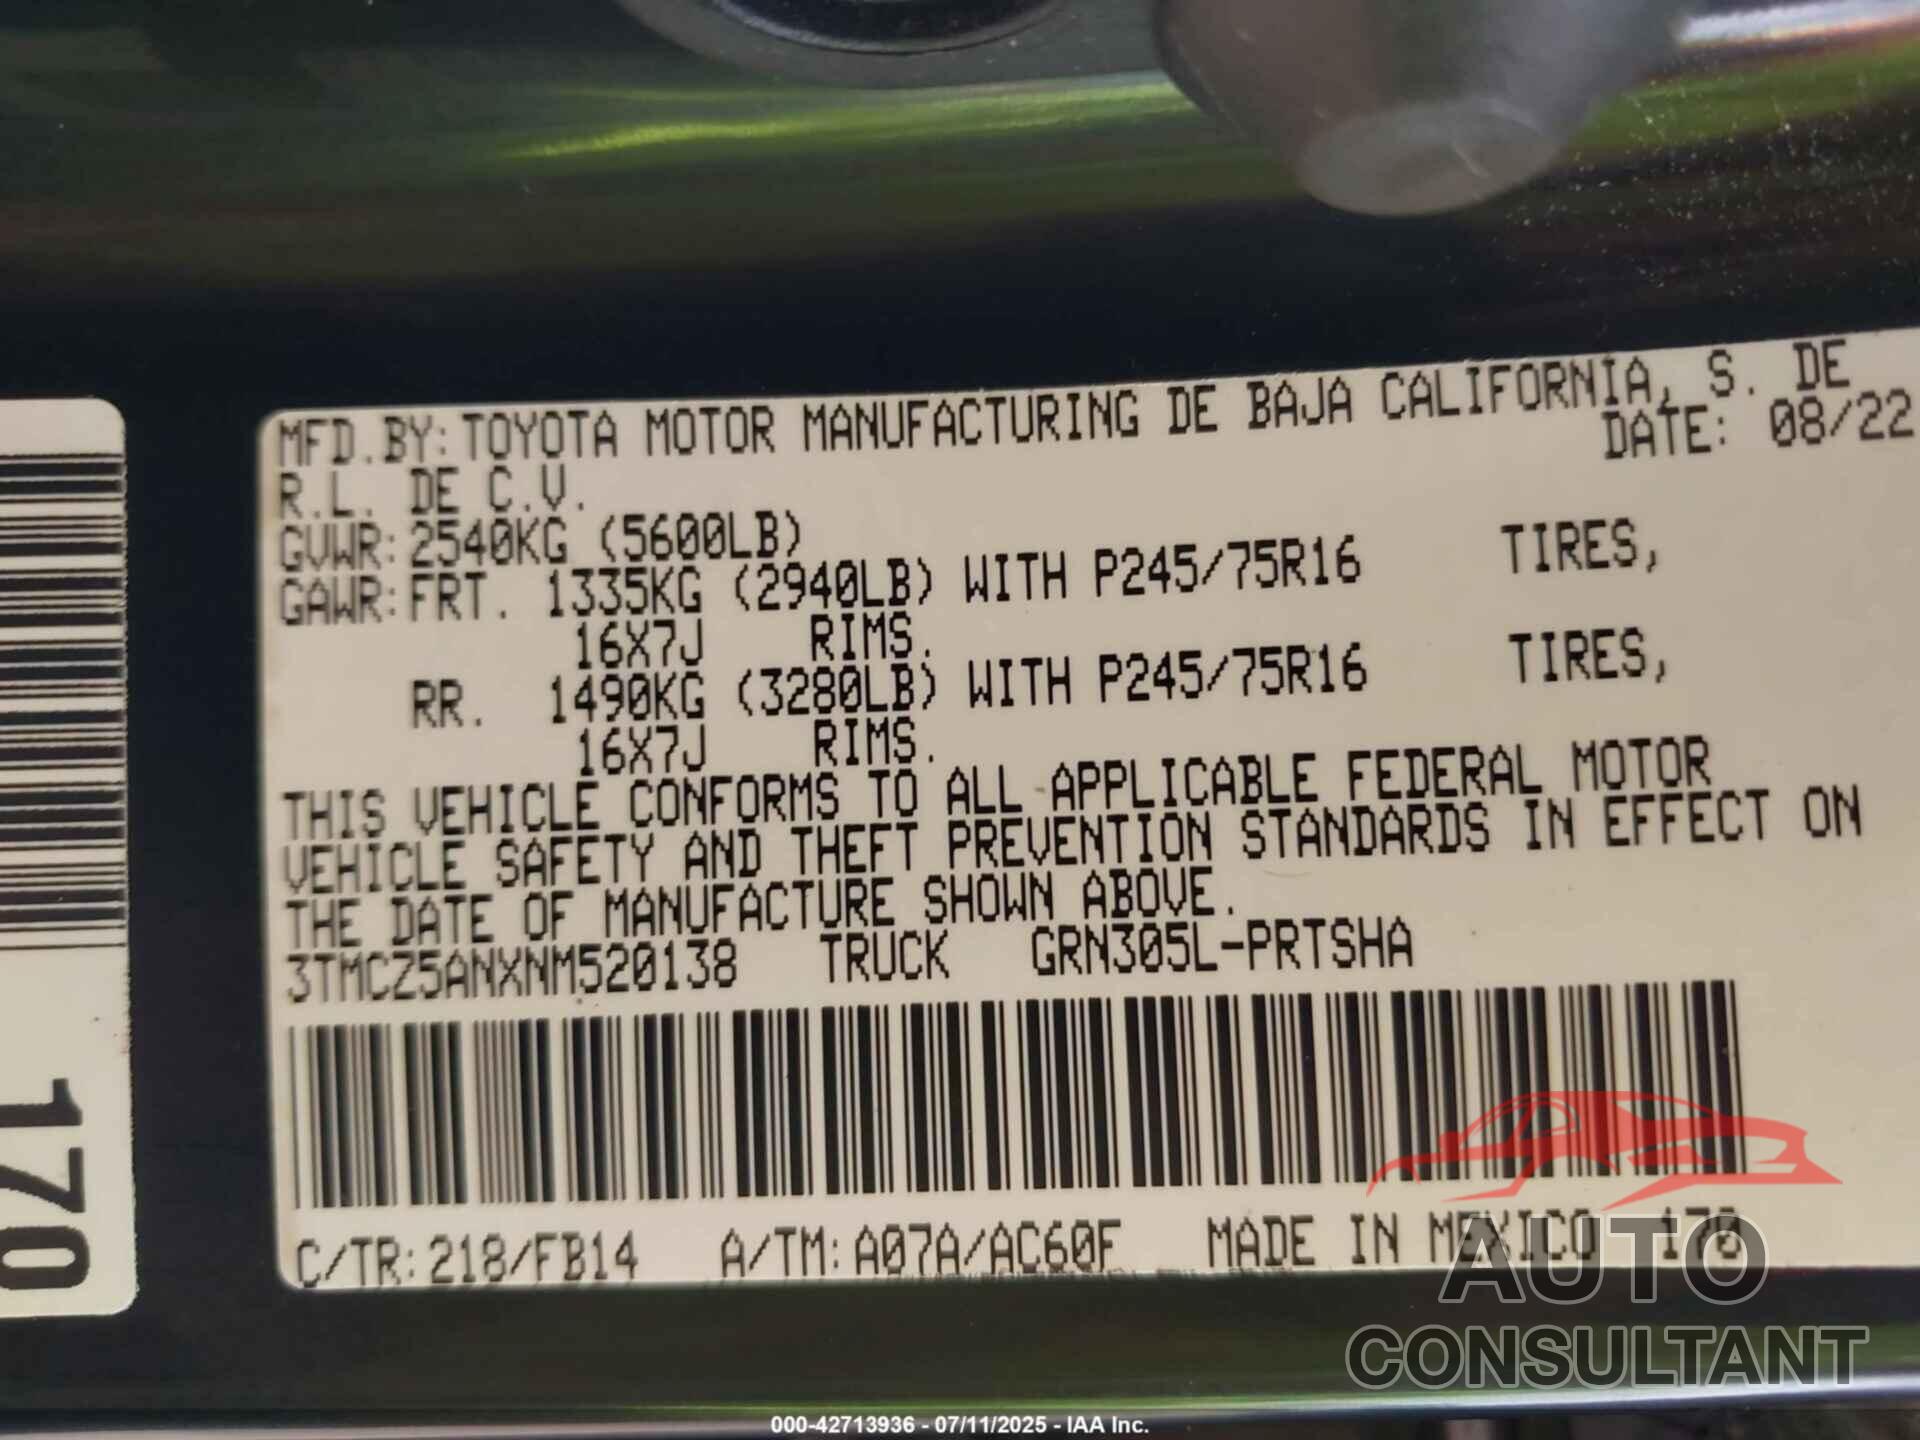 MFD.BY:TOYOTA MOTOR MANUFACTURING DE BAJA CALIFORNIA, S. DE
R.L. DE C.V. DATE: 08/22
GVWR:2540KG (5600LB)
GAWR:FRT. 1335KG (2940LB) WITH P245/75R16 TIRES,
16X7J RIMS.
RR. 1490KG (3280LB) WITH P245/75R16 TIRES,
16X7J RIMS.
THIS VEHICLE CONFORMS TO ALL APPLICABLE FEDERAL MOTOR
VEHICLE SAFETY AND THEFT PREVENTION STANDARDS IN EFFECT ON
THE DATE OF MANUFACTURE SHOWN ABOVE.
3TMCZ5ANXNM520138 TRUCK GRN305L-PRTSHA
C/TR:218/FB14 A/TM:A07A/AC60F MADE IN MEXICO 170
170
AUTO
CONSULTANT
000-42713936 - 07/11/2025 - IAA Inc.